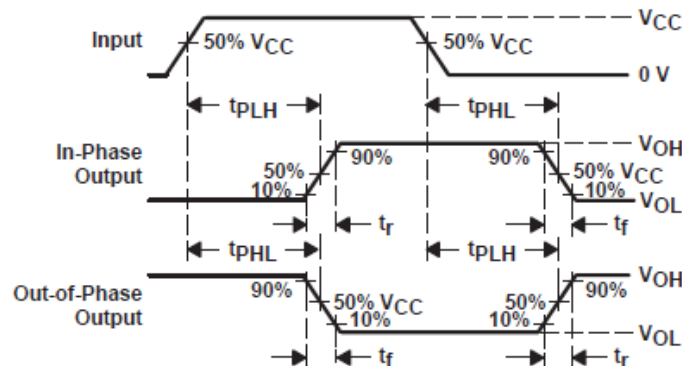 VCC
Input
50% VCC
50% VCC
0 V
tPLH
tPHL
In-Phase
Output
VOH
90%
90%
50%
50% VCC
10%
10%
VOL
tr
tf
tPHL
tPLH
Out-of-Phase
Output
VOH
90%
90%
50% VCC
50%
10%
10%
VOL
tf
tr